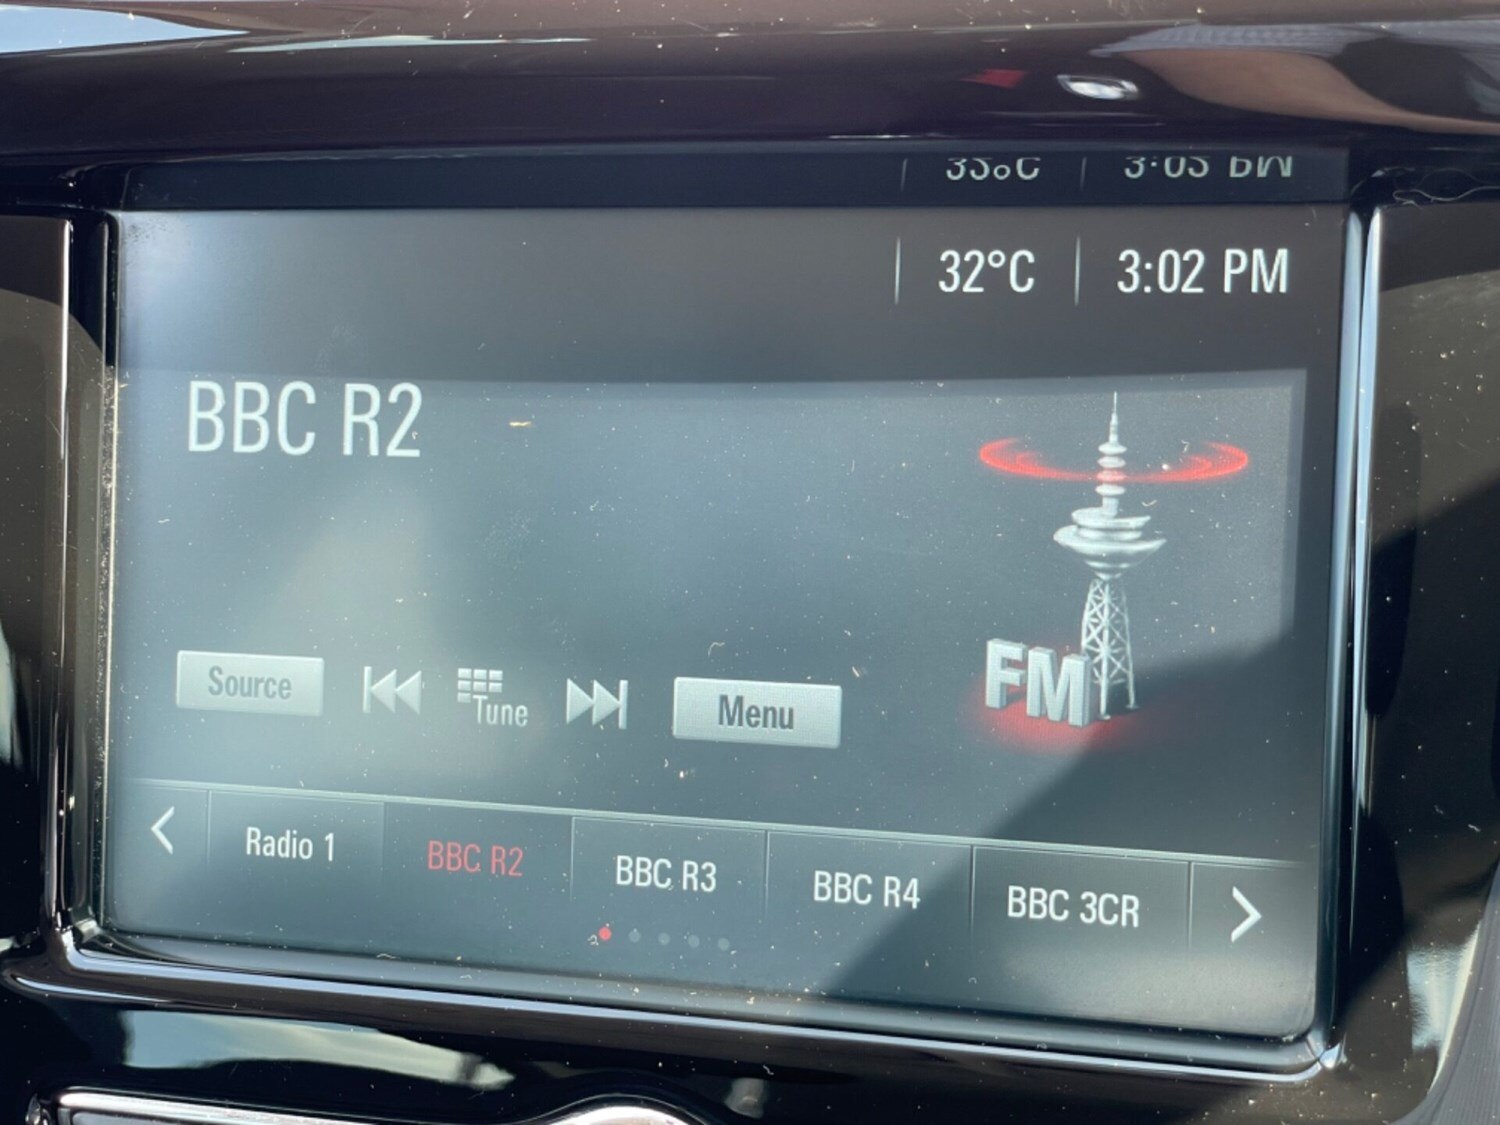 32°C 3:02 PM
BBC R2
Source Tune Menu
FM
Radio 1 BBC R2 BBC R3 BBC R4 BBC 3CR